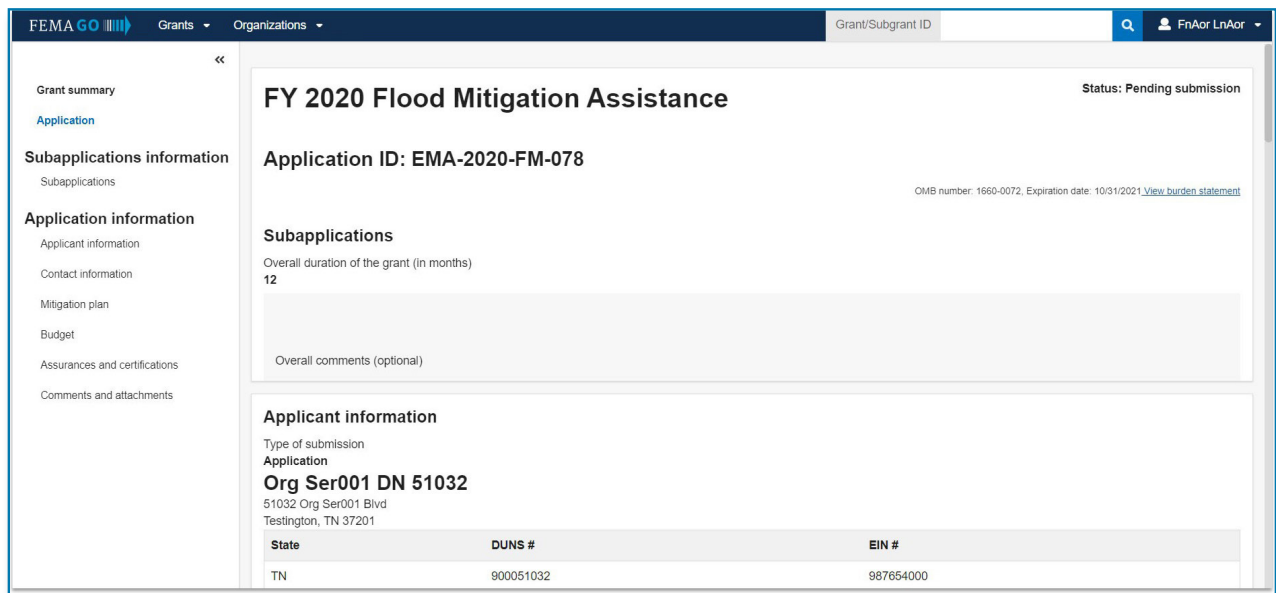 FEMA GO Grants Organizations Grant/Subgrant ID FnAor LnAor
«
Grant summary
Application
Subapplications information
Subapplications
Application information
Applicant information
Contact information
Mitigation plan
Budget
Assurances and certifications
Comments and attachments
FY 2020 Flood Mitigation Assistance
Status: Pending submission
Application ID: EMA-2020-FM-078
OMB number: 1660-0072, Expiration date: 10/31/2021 View burden statement
Subapplications
Overall duration of the grant (in months)
12
Overall comments (optional)
Applicant information
Type of submission
Application
Org Ser001 DN 51032
51032 Org Ser001 Blvd
Testington, TN 37201
State DUNS # EIN #
TN 900051032 987654000